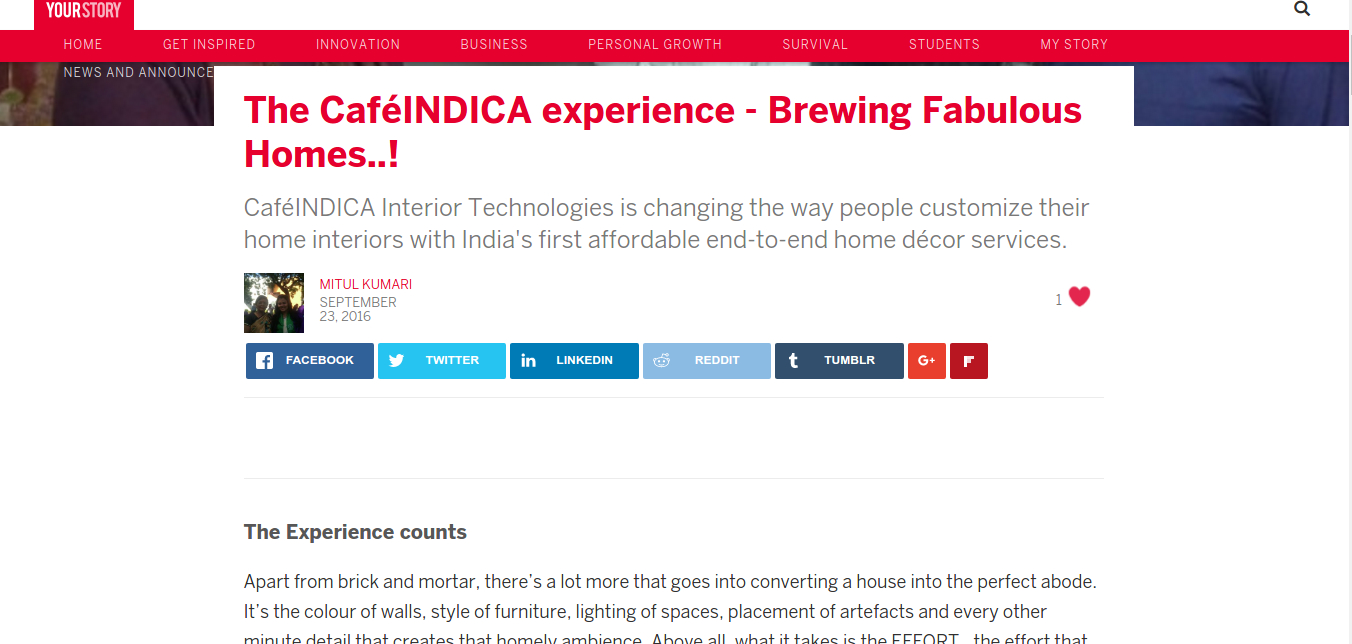 YOURSTORY
HOME GET INSPIRED INNOVATION BUSINESS PERSONAL GROWTH SURVIVAL STUDENTS MY STORY
NEWS AND ANNOUNCE
The CaféINDICA experience - Brewing Fabulous
Homes..!
CaféINDICA Interior Technologies is changing the way people customize their
home interiors with India's first affordable end-to-end home décor services.
MITUL KUMARI
SEPTEMBER
23, 2016
1
FACEBOOK TWITTER LINKEDIN REDDIT TUMBLR G+
The Experience counts
Apart from brick and mortar, there’s a lot more that goes into converting a house into the perfect abode.
It’s the colour of walls, style of furniture, lighting of spaces, placement of artefacts and every other
minute detail that creates that homely ambience. Above all, what it takes is the EFFORT...the effort that